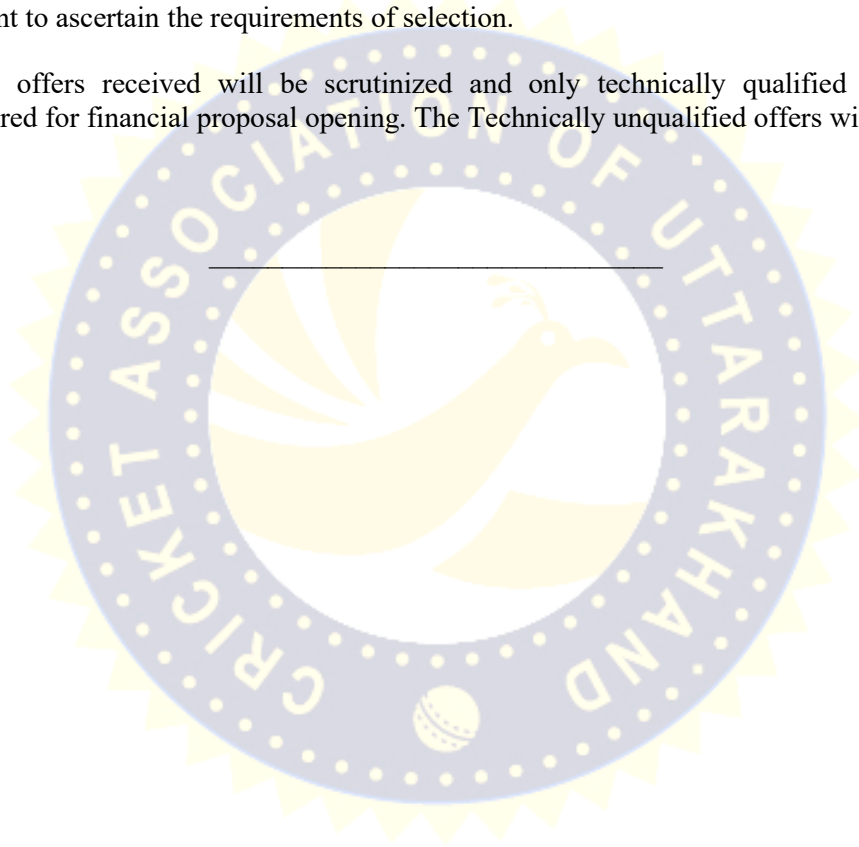 nt to ascertain the requirements of selection.
offers received will be scrutinized and only technically qualified
red for financial proposal opening. The Technically unqualified offers wi
CRICKET ASSOCIATION OF UTTARAKHAND